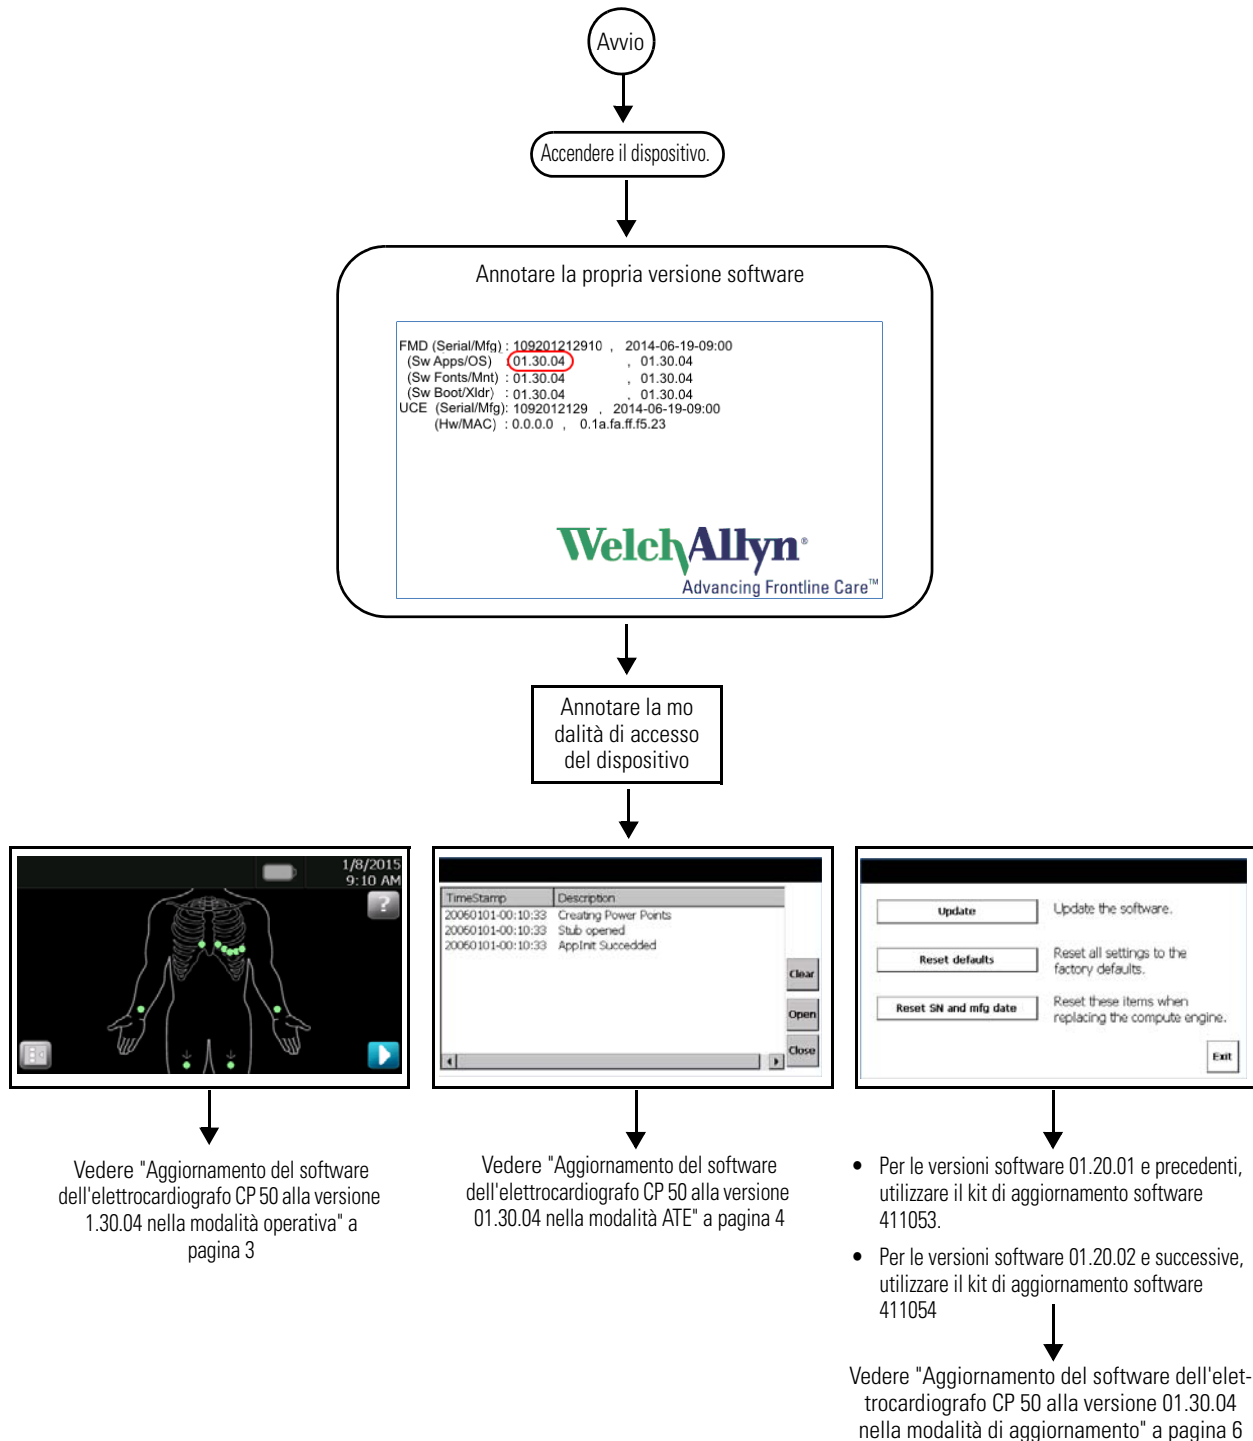 Avvio
Accendere il dispositivo.
Annotare la propria versione software
FMD (Serial/Mfg) : 109201212910 , 2014-06-19-09:00
(Sw Apps/OS) : 01.30.04 , 01.30.04
(Sw Fonts/Mnt) : 01.30.04 , 01.30.04
(Sw Boot/Xldr) : 01.30.04 , 01.30.04
UCE (Serial/Mfg): 1092012129 , 2014-06-19-09:00
(Hw/MAC) : 0.0.0.0 , 0.1a.fa.ff.f5.23
WelchAllyn®
Advancing Frontline Care™
Annotare la mo
dalità di accesso
del dispositivo
1/8/2015
9:10 AM
?
TimeStamp Description
20060101-00:10:33 Creating Power Points
20060101-00:10:33 Stub opened
20060101-00:10:33 AppInit Succedded
Clear
Open
Close
Update Update the software.
Reset defaults Reset all settings to the
factory defaults.
Reset SN and mfg date Reset these items when
replacing the compute engine.
Exit
Vedere "Aggiornamento del software
dell'elettrocardiografo CP 50 alla versione
1.30.04 nella modalità operativa" a
pagina 3
Vedere "Aggiornamento del software
dell'elettrocardiografo CP 50 alla versione
01.30.04 nella modalità ATE" a pagina 4
• Per le versioni software 01.20.01 e precedenti,
utilizzare il kit di aggiornamento software
411053.
• Per le versioni software 01.20.02 e successive,
utilizzare il kit di aggiornamento software
411054
Vedere "Aggiornamento del software dell'elet-
trocardiografo CP 50 alla versione 01.30.04
nella modalità di aggiornamento" a pagina 6